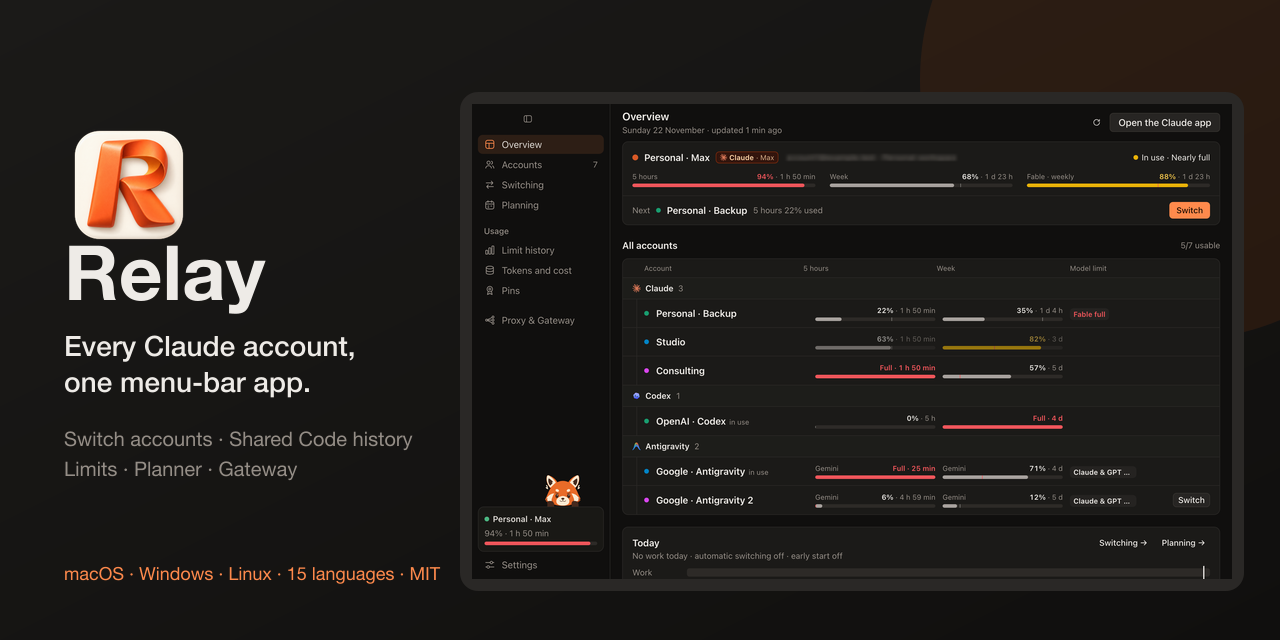 Relay
Every Claude account,
one menu-bar app.
Switch accounts · Shared Code history
Limits · Planner · Gateway
macOS · Windows · Linux · 15 languages · MIT
Overview
Accounts 7
Switching
Planning
Usage
Limit history
Tokens and cost
Pins
Proxy & Gateway
Personal · Max
94% · 1 h 50 min
Settings
Overview
Sunday 22 November · updated 1 min ago
Open the Claude app
Personal · Max Claude · Max In use · Nearly full
5 hours 94% · 1 h 50 min Week 68% · 1 d 23 h Fable · weekly 88% · 1 d 23 h
Next Personal · Backup 5 hours 22% used Switch
All accounts 5/7 usable
Account 5 hours Week Model limit
Claude 3
Personal · Backup 22% · 1 h 50 min 35% · 1 d 4 h Fable full
Studio 63% · 1 h 50 min 82% · 3 d
Consulting Full · 1 h 50 min 57% · 5 d
Codex 1
OpenAI · Codex in use 0% · 5 h Full · 4 d
Antigravity 2
Google · Antigravity in use Gemini Full · 25 min Gemini 71% · 4 d Claude & GPT ...
Google · Antigravity 2 Gemini 6% · 4 h 59 min Gemini 12% · 5 d Claude & GPT ... Switch
Today Switching → Planning →
No work today · automatic switching off · early start off
Work